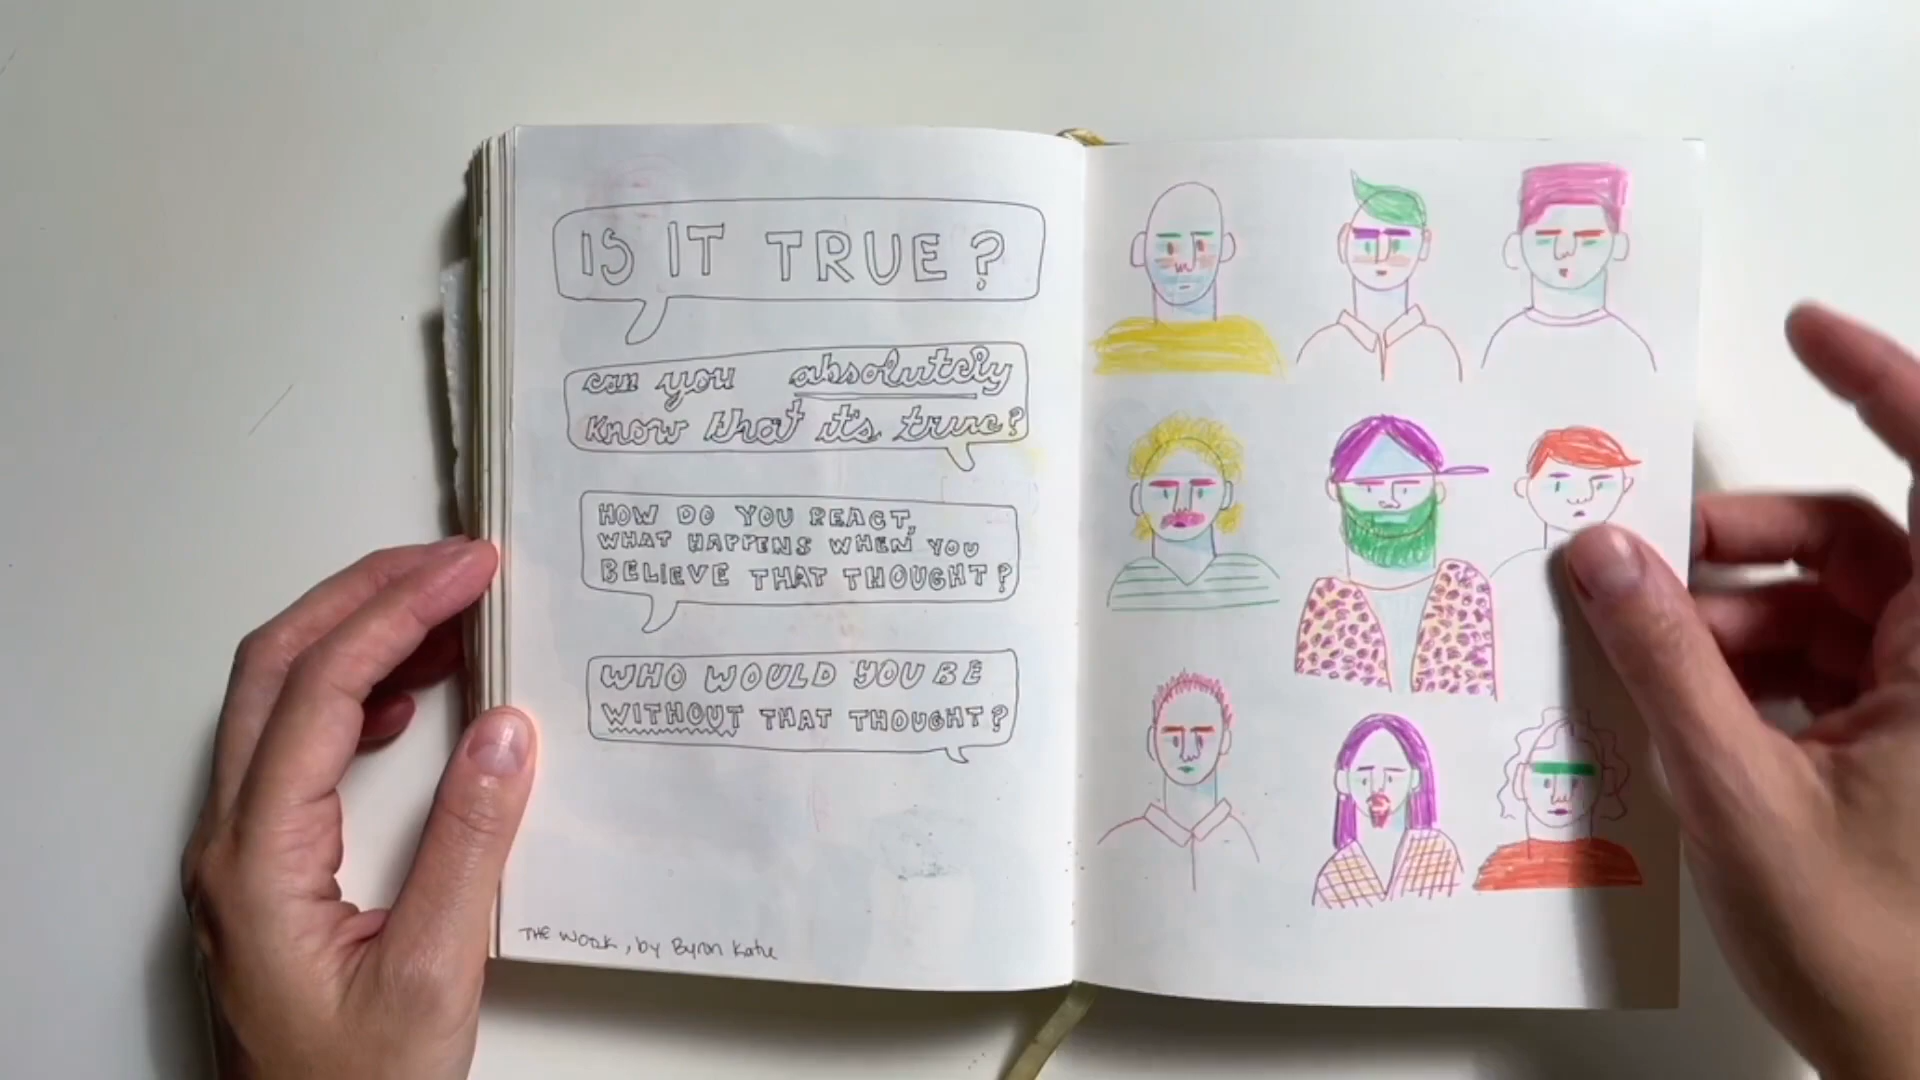 IS IT TRUE?
can you absolutely
know that it's true?
HOW DO YOU REACT,
WHAT HAPPENS WHEN YOU
BELIEVE THAT THOUGHT?
WHO WOULD YOU BE
WITHOUT THAT THOUGHT?
THE WORK, by Byron Katie